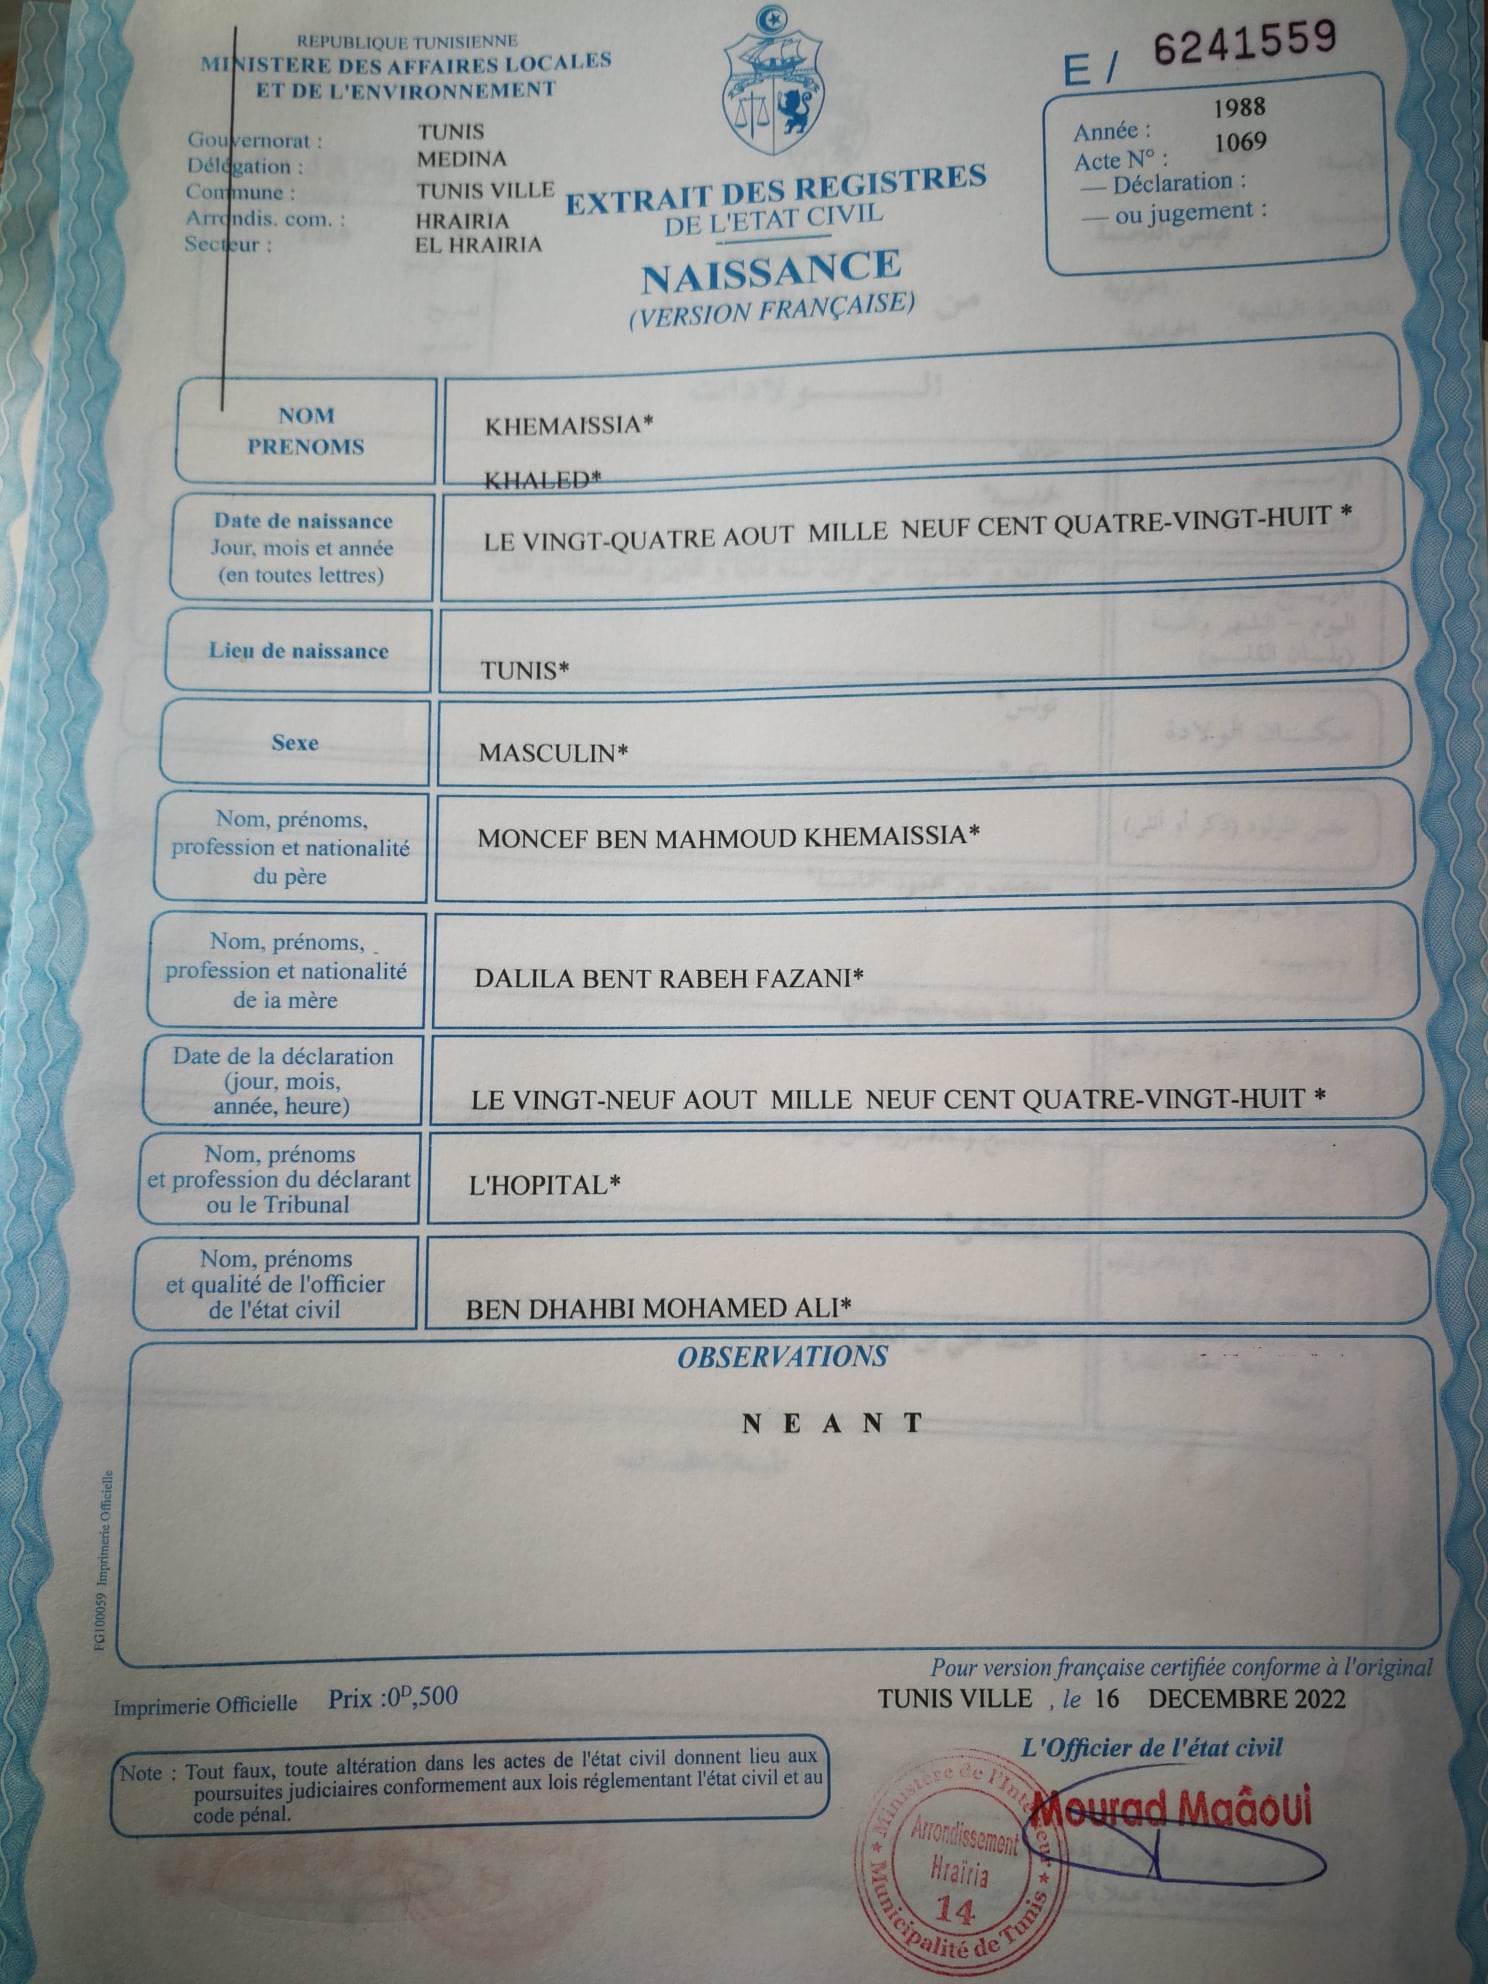 REPUBLIQUE TUNISIENNE
MINISTERE DES AFFAIRES LOCALES
ET DE L'ENVIRONNEMENT
Gouvernorat : TUNIS
Délégation : MEDINA
Commune : TUNIS VILLE
Arrondis. com. : HRAIRIA
Secteur : EL HRAIRIA
E / 6241559
Année : 1988
Acte N° : 1069
— Déclaration :
— ou jugement :
EXTRAIT DES REGISTRES
DE L'ETAT CIVIL
NAISSANCE
(VERSION FRANÇAISE)
NOM
PRENOMS
KHEMAISSIA*
KHALED*
Date de naissance
Jour, mois et année
(en toutes lettres)
LE VINGT-QUATRE AOUT MILLE NEUF CENT QUATRE-VINGT-HUIT *
Lieu de naissance
TUNIS*
Sexe
MASCULIN*
Nom, prénoms,
profession et nationalité
du père
MONCEF BEN MAHMOUD KHEMAISSIA*
Nom, prénoms,
profession et nationalité
de ia mère
DALILA BENT RABEH FAZANI*
Date de la déclaration
(jour, mois,
année, heure)
LE VINGT-NEUF AOUT MILLE NEUF CENT QUATRE-VINGT-HUIT *
Nom, prénoms
et profession du déclarant
ou le Tribunal
L'HOPITAL*
Nom, prénoms
et qualité de l'officier
de l'état civil
BEN DHAHBI MOHAMED ALI*
OBSERVATIONS
N E A N T
FG100059 Imprimerie Officielle
Pour version française certifiée conforme à l'original
Imprimerie Officielle Prix :0D,500
TUNIS VILLE , le 16 DECEMBRE 2022
L'Officier de l'état civil
Note : Tout faux, toute altération dans les actes de l'état civil donnent lieu aux
poursuites judiciaires conformement aux lois réglementant l'état civil et au
code pénal.
Mourad Maâoui
Ministère de l'Intérieur
Arrondissement
Hraïria
14
Municipalité de Tunis